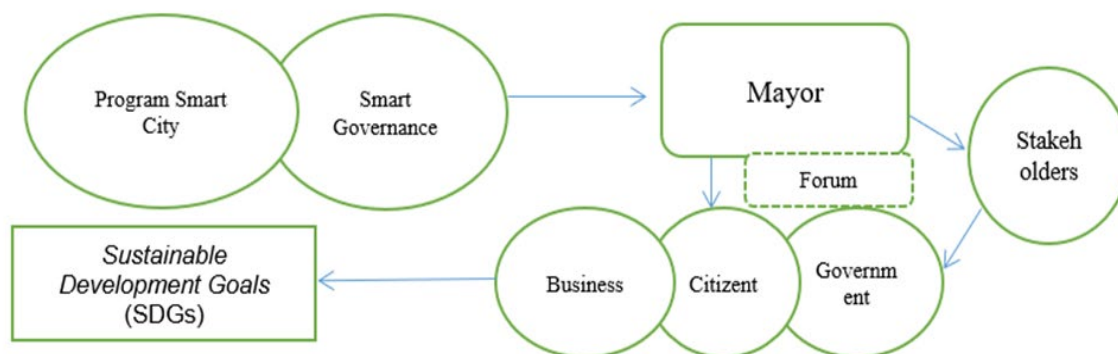 Program Smart
City
Smart
Governance
Mayor
Forum
Stakeh
olders
Sustainable
Development Goals
(SDGs)
Business
Citizent
Governm
ent